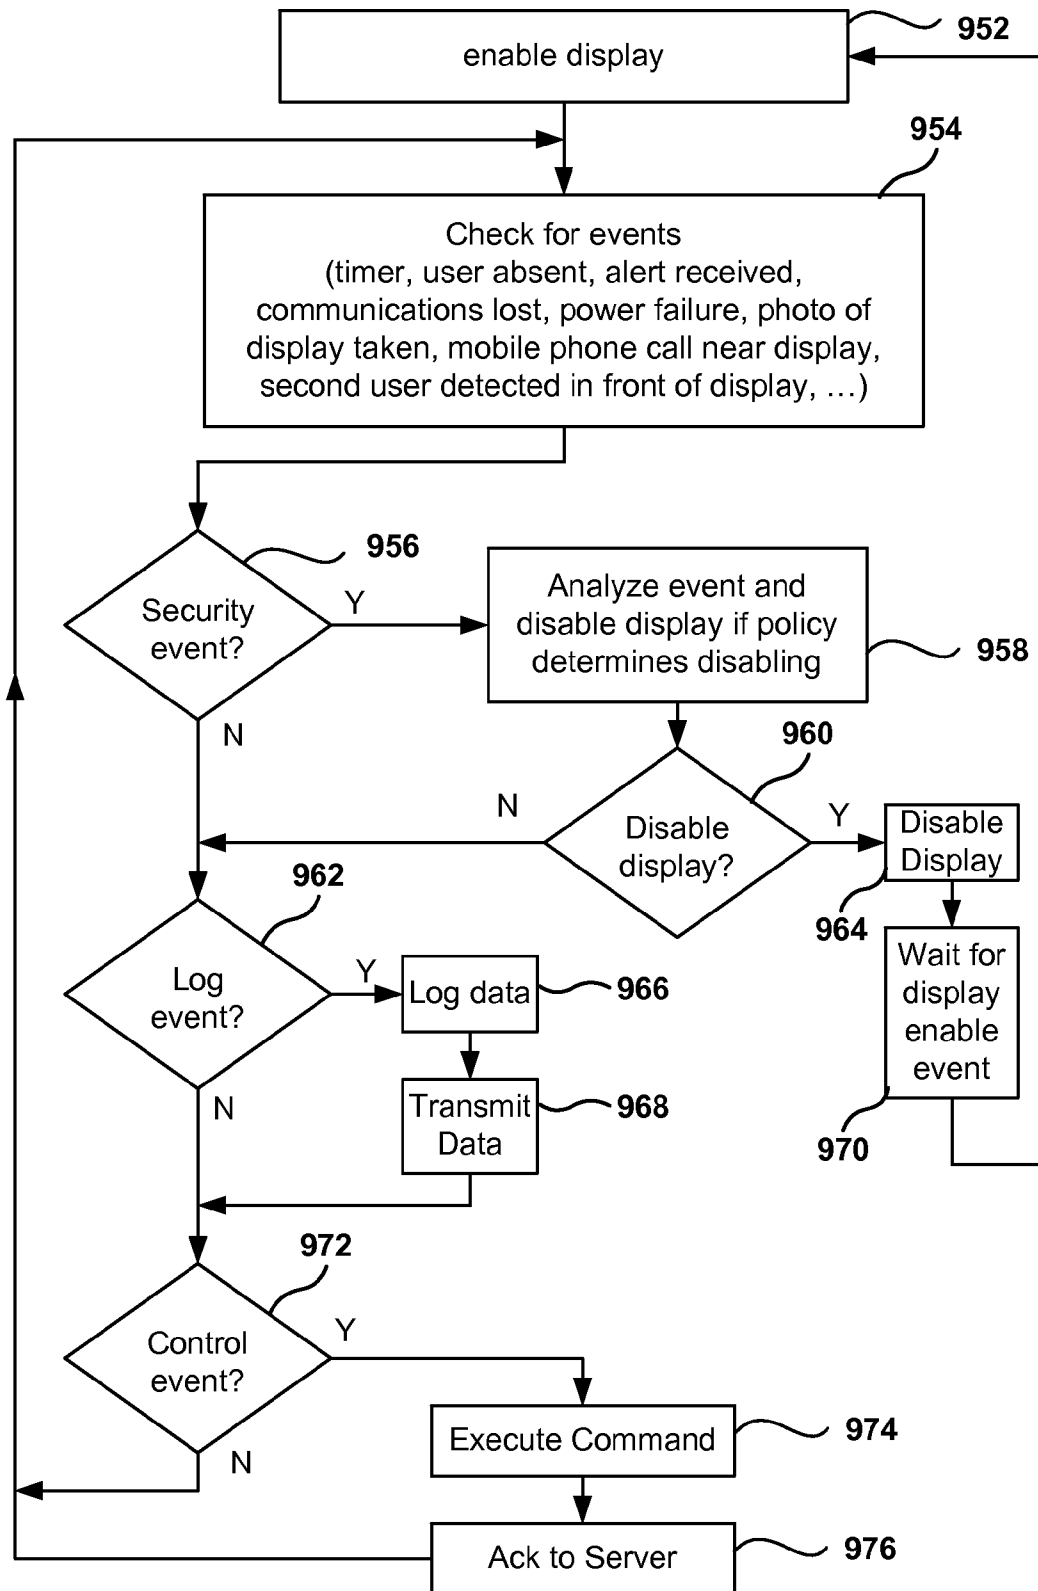 952
enable display
954
Check for events
(timer, user absent, alert received,
communications lost, power failure, photo of
display taken, mobile phone call near display,
second user detected in front of display, …)
956
Security
event?
Y
N
Analyze event and
disable display if policy
determines disabling
958
960
Disable
display?
N
Y
Disable
Display
964
962
Log
event?
Y
N
Log data
966
Transmit
Data
968
Wait for
display
enable
event
970
972
Control
event?
Y
N
Execute Command
974
Ack to Server
976